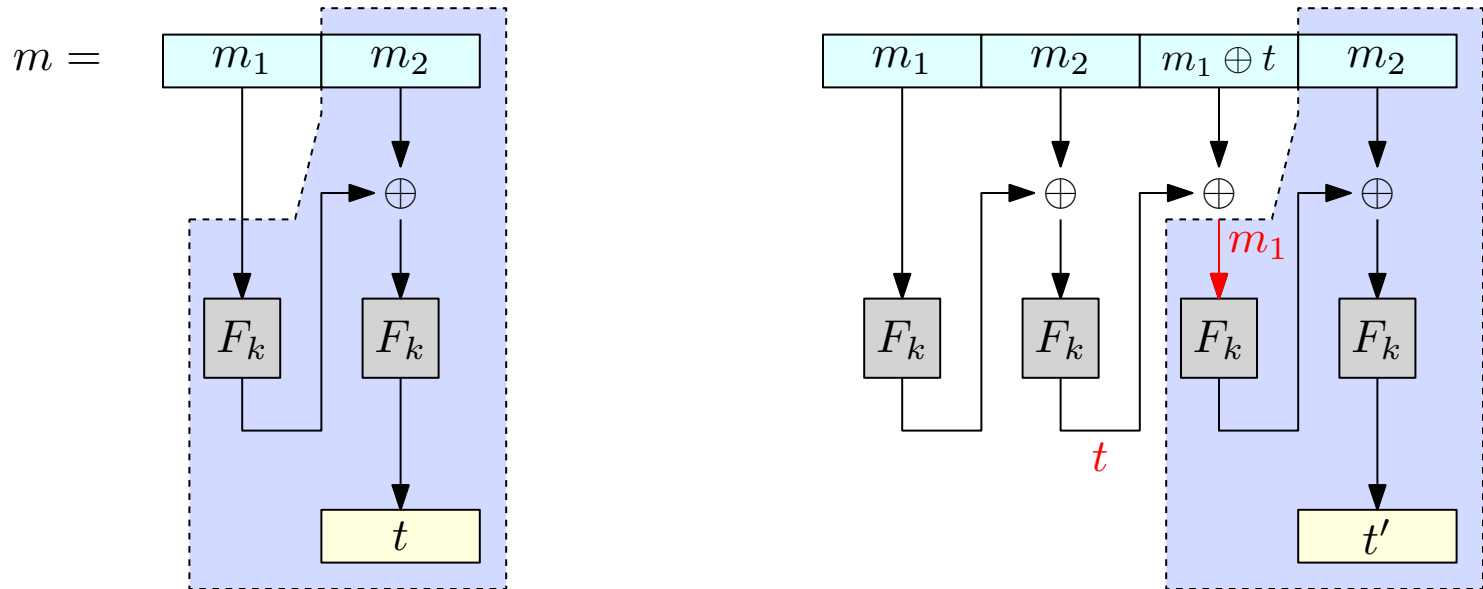 m = m₁ m₂ m₁ m₂ m₁ ⊕ t m₂
⊕ ⊕ ⊕ ⊕
m₁
Fₖ Fₖ Fₖ Fₖ Fₖ Fₖ
t
t t′